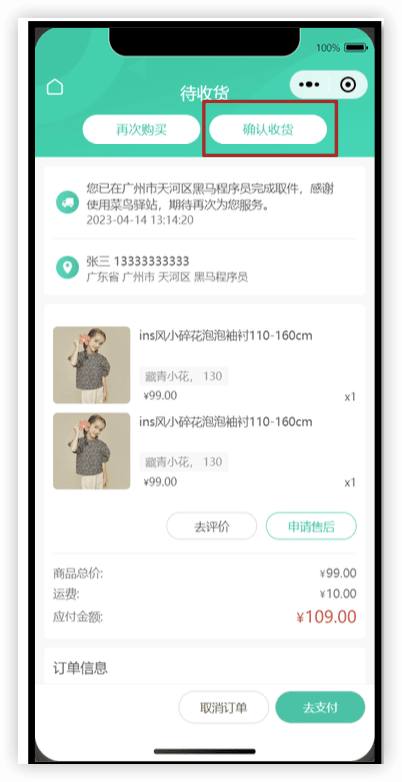 100%
待收货
再次购买
确认收货
您已在广州市天河区黑马程序员完成取件，感谢
使用菜鸟驿站，期待再次为您服务。
2023-04-14 13:14:20
张三 13333333333
广东省 广州市 天河区 黑马程序员
ins风小碎花泡泡袖衬110-160cm
藏青小花， 130
¥99.00
x1
ins风小碎花泡泡袖衬110-160cm
藏青小花， 130
¥99.00
x1
去评价
申请售后
商品总价:
¥99.00
运费:
¥10.00
应付金额:
¥109.00
订单信息
取消订单
去支付